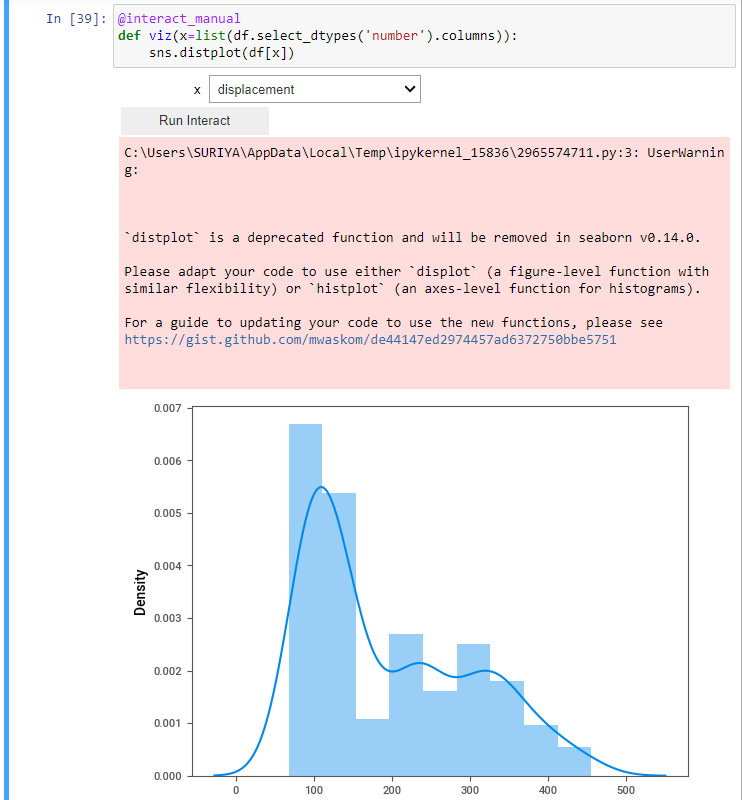 In [39]: @interact_manual
def viz(x=list(df.select_dtypes('number').columns)):
    sns.distplot(df[x])
x displacement
Run Interact
C:\Users\SURIYA\AppData\Local\Temp\ipykernel_15836\2965574711.py:3: UserWarnin
g:
`distplot` is a deprecated function and will be removed in seaborn v0.14.0.
Please adapt your code to use either `displot` (a figure-level function with
similar flexibility) or `histplot` (an axes-level function for histograms).
For a guide to updating your code to use the new functions, please see
https://gist.github.com/mwaskom/de44147ed2974457ad6372750bbe5751
0.007
0.006
0.005
0.004
0.003
0.002
0.001
0.000
Density
0 100 200 300 400 500